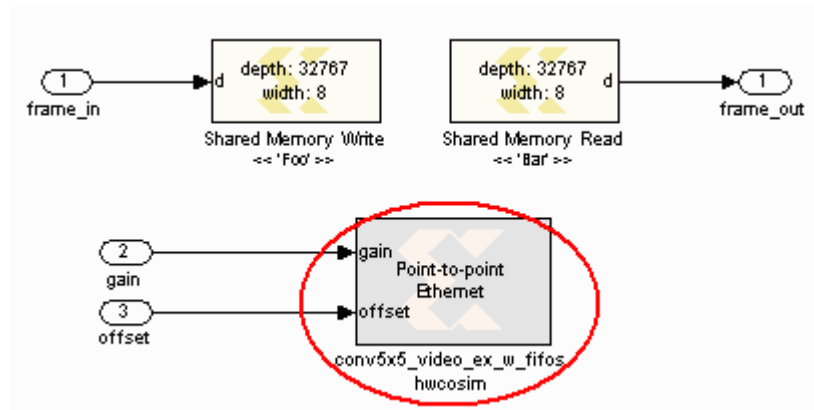 1
frame_in
d
depth: 32767
width: 8
Shared Memory Write
<< 'Foo' >>
depth: 32767
width: 8
d
Shared Memory Read
<< 'Bar' >>
1
frame_out
2
gain
3
offset
gain
Point-to-point
Ethernet
offset
conv5x5_video_ex_w_fifos
hwcosim